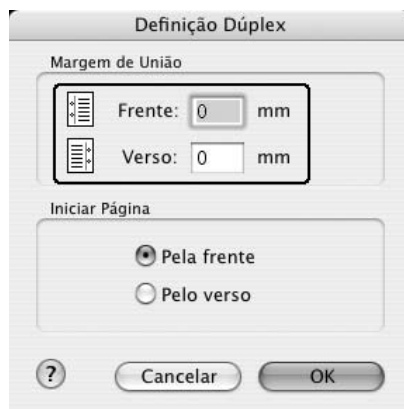 Definição Dúplex
Margem de União
Frente: 0 mm
Verso: 0 mm
Iniciar Página
Pela frente
Pelo verso
? Cancelar OK